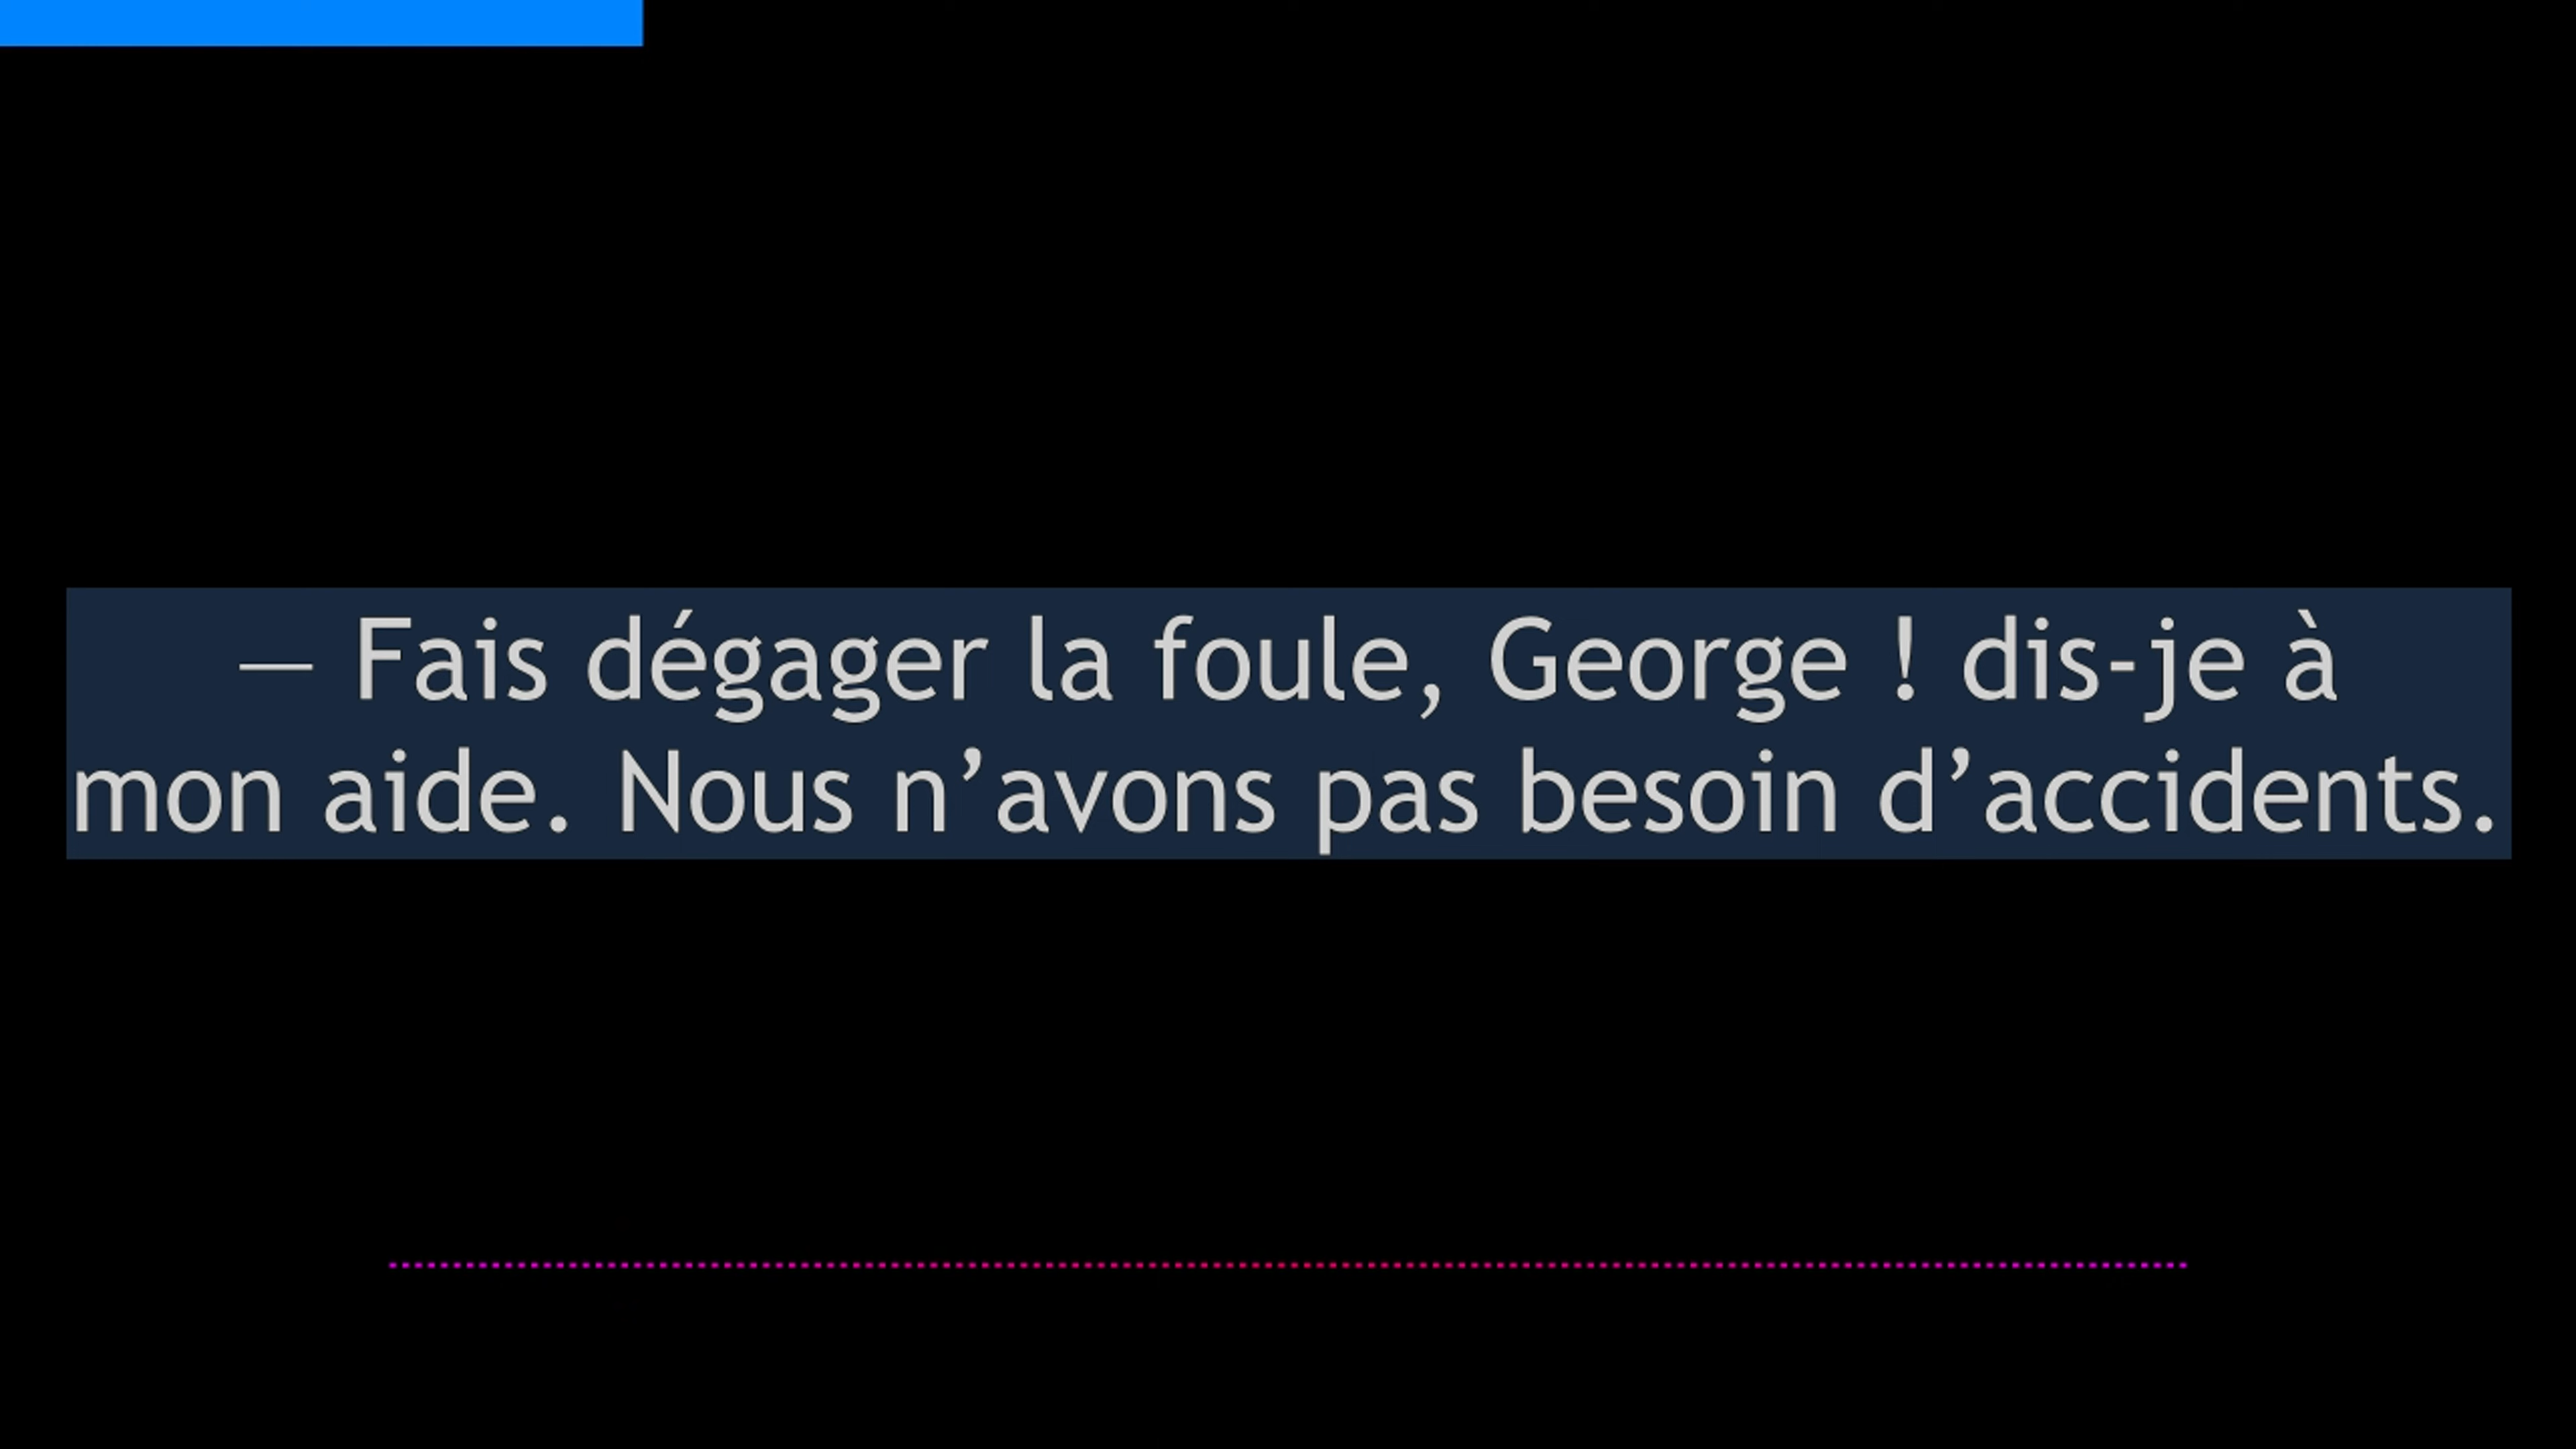 — Fais dégager la foule, George ! dis-je à
mon aide. Nous n’avons pas besoin d’accidents.